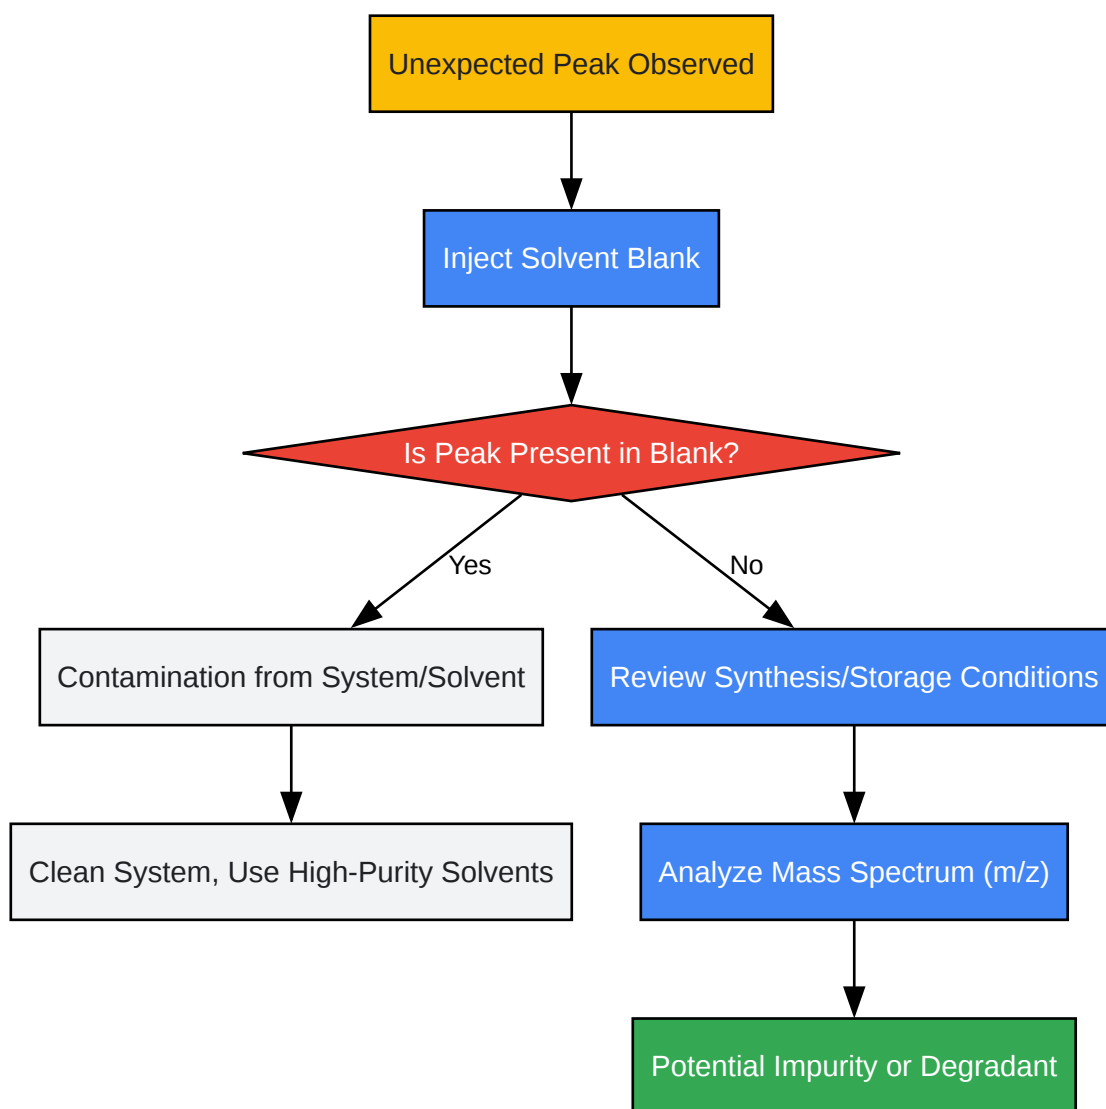 Unexpected Peak Observed
Inject Solvent Blank
Is Peak Present in Blank?
Yes
No
Contamination from System/Solvent
Review Synthesis/Storage Conditions
Clean System, Use High-Purity Solvents
Analyze Mass Spectrum (m/z)
Potential Impurity or Degradant